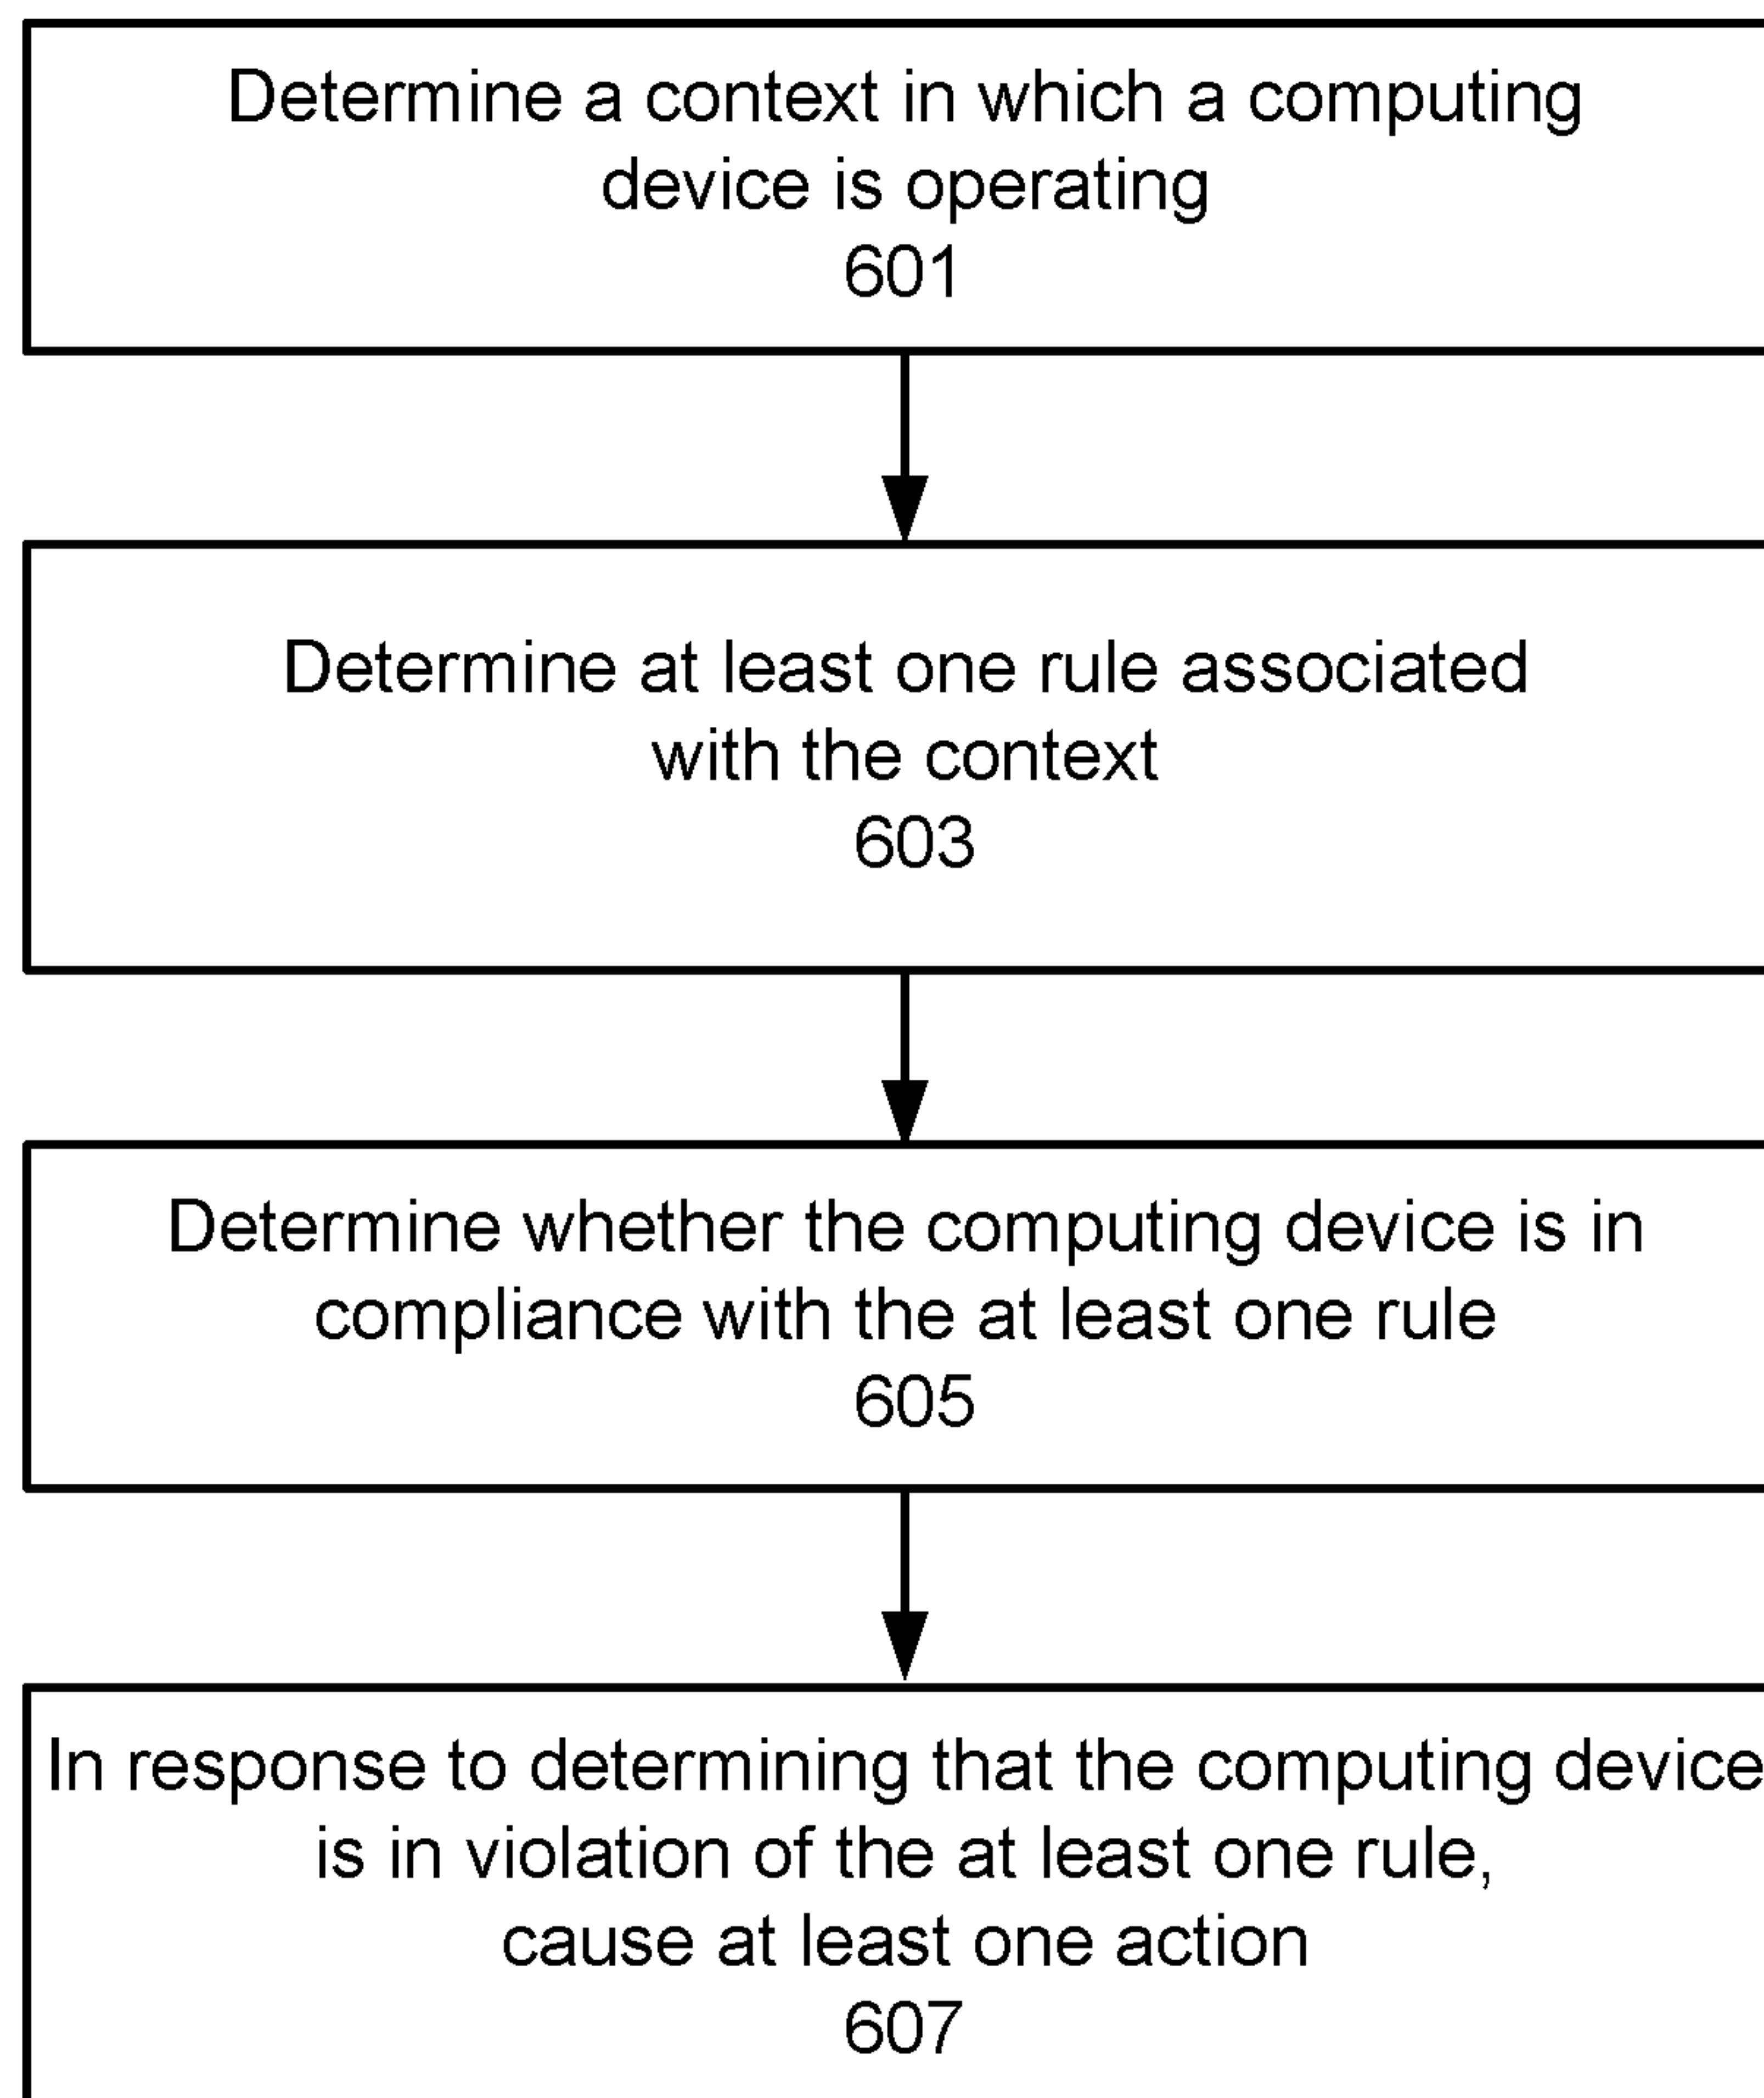 Determine a context in which a computing
device is operating
601
Determine at least one rule associated
with the context
603
Determine whether the computing device is in
compliance with the at least one rule
605
In response to determining that the computing device
is in violation of the at least one rule,
cause at least one action
607